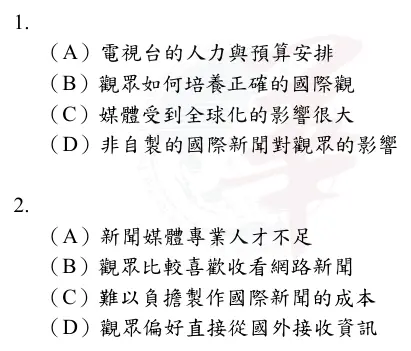 1.
（A）電視台的人力與預算安排
（B）觀眾如何培養正確的國際觀
（C）媒體受到全球化的影響很大
（D）非自製的國際新聞對觀眾的影響
2.
（A）新聞媒體專業人才不足
（B）觀眾比較喜歡收看網路新聞
（C）難以負擔製作國際新聞的成本
（D）觀眾偏好直接從國外接收資訊